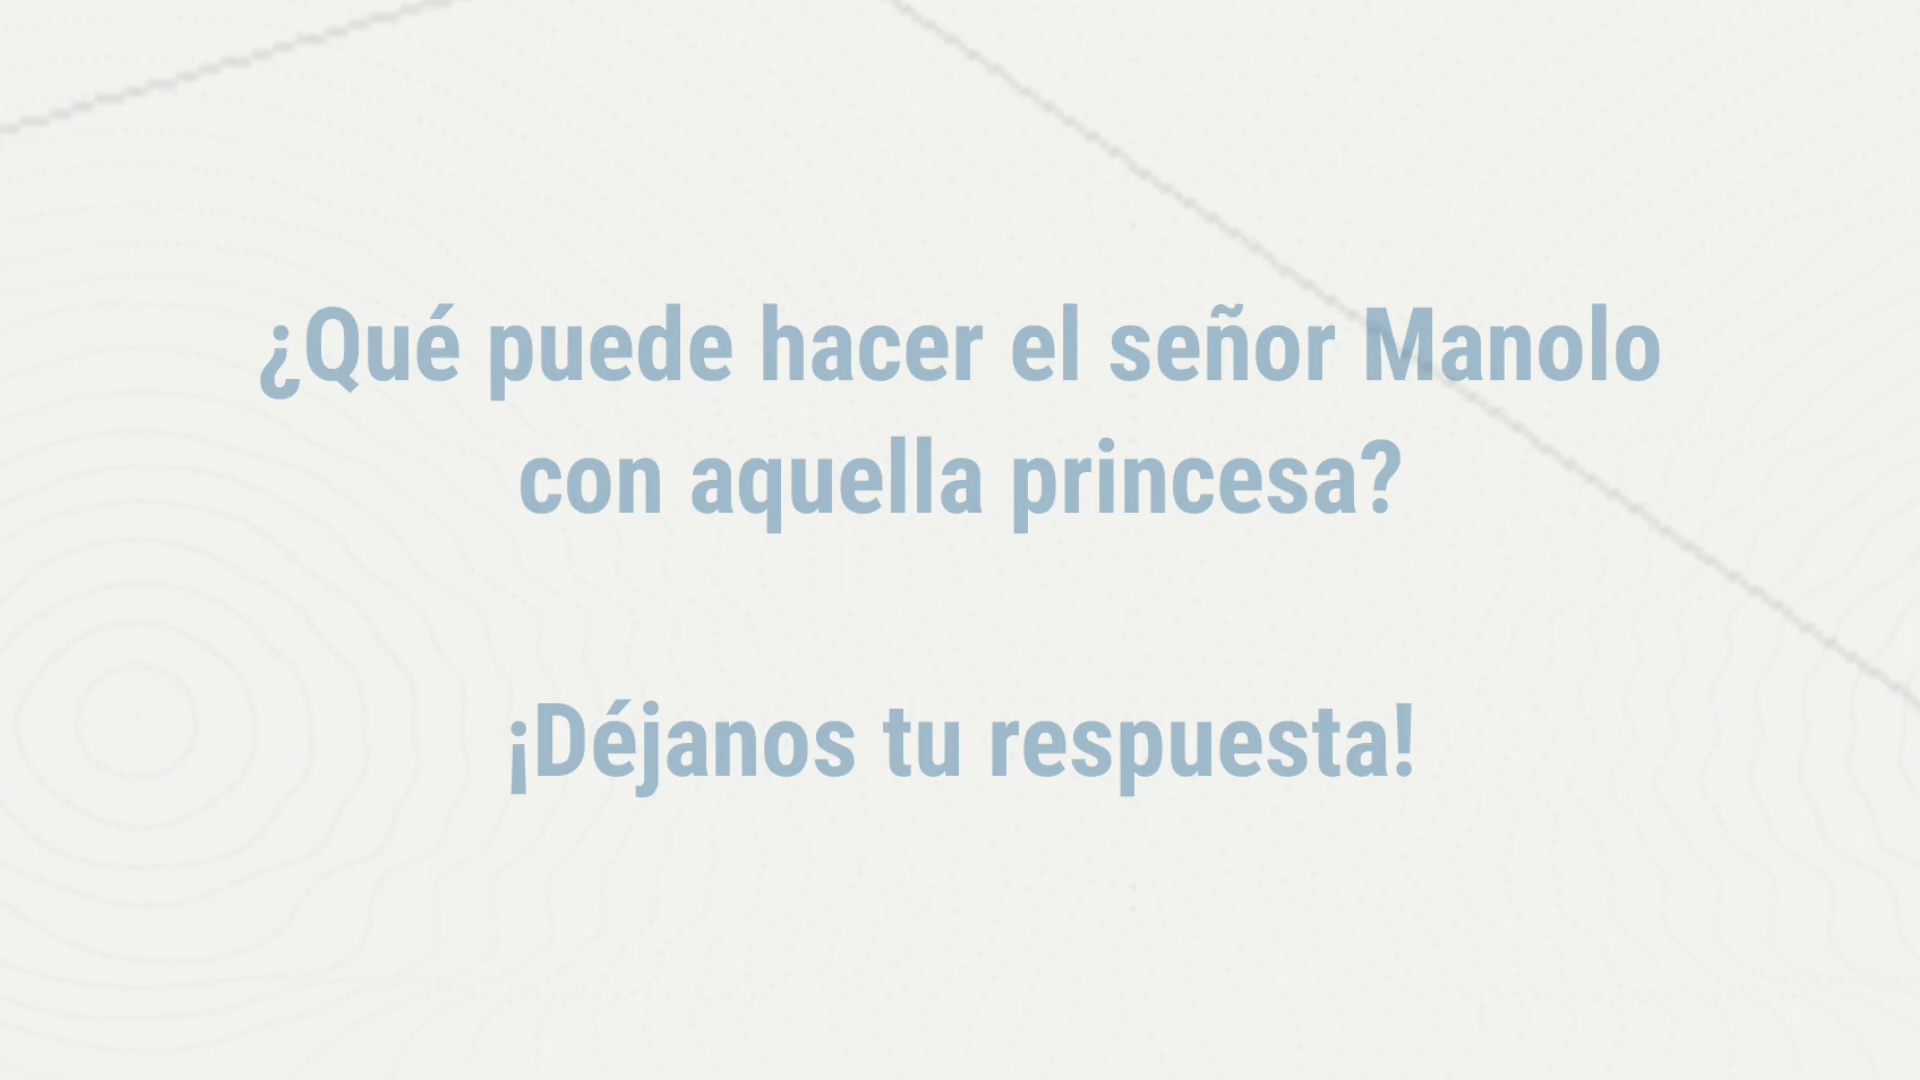 ¿Qué puede hacer el señor Manolo
con aquella princesa?
¡Déjanos tu respuesta!